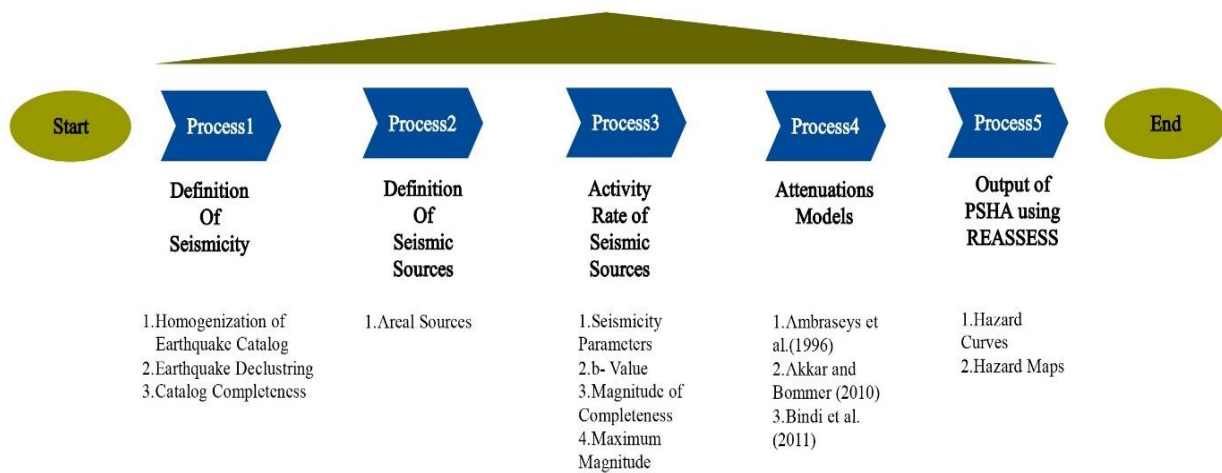 Start
Process1
Process2
Process3
Process4
Process5
End
Definition
Of
Seismicity
Definition
Of
Seismic
Sources
Activity
Rate of
Seismic
Sources
Attenuations
Models
Output of
PSHA using
REASSESS
1.Homogenization of
Earthquake Catalog
2.Earthquake Declustring
3.Catalog Completeness
1.Areal Sources
1.Seismicity
Parameters
2.b- Value
3.Magnitude of
Completeness
4.Maximum
Magnitude
1.Ambraseys et
al.(1996)
2.Akkar and
Bommer (2010)
3.Bindi et al.
(2011)
1.Hazard
Curves
2.Hazard Maps